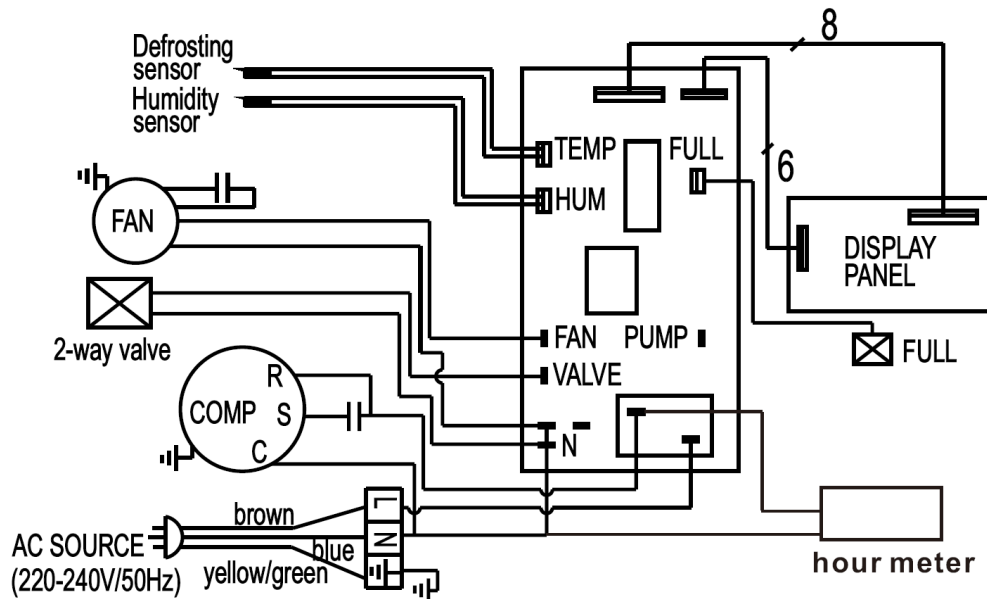 8
Defrosting
sensor
Humidity
sensor
TEMP
FULL
6
HUM
FAN
DISPLAY
PANEL
FAN
PUMP
2-way valve
FULL
VALVE
R
COMP
S
C
N
brown
L
AC SOURCE
(220-240V/50Hz)
N
blue
yellow/green
hour meter